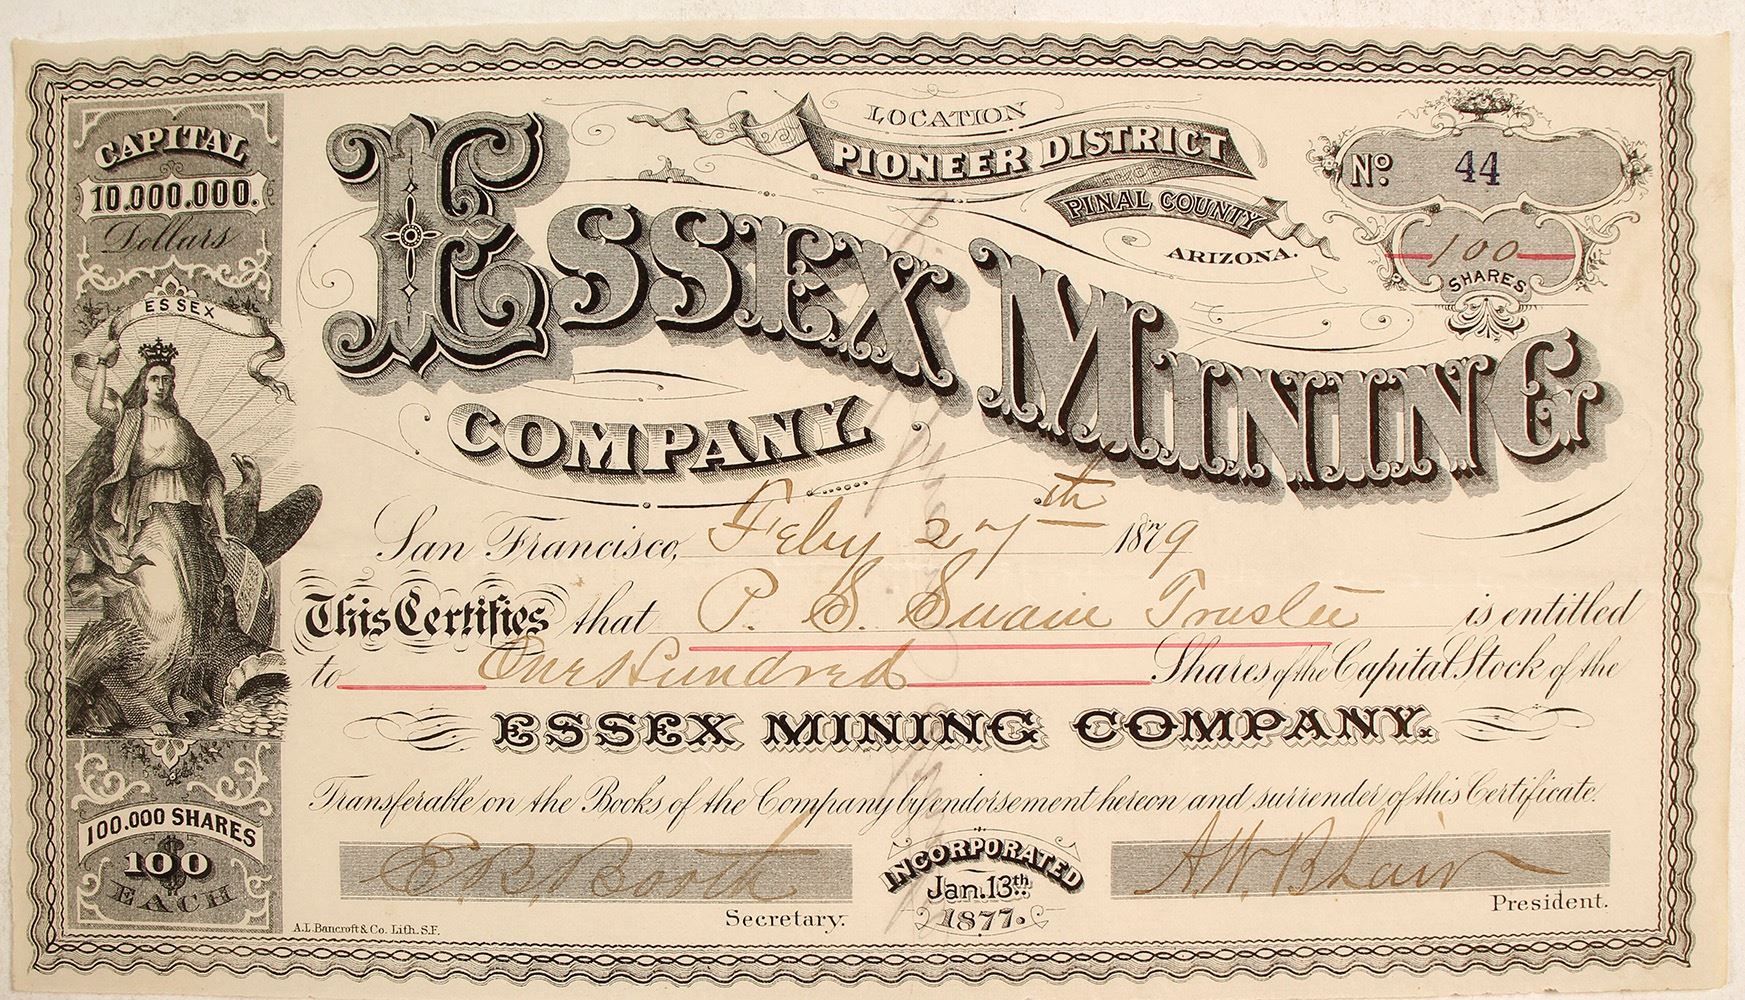 CAPITAL
10.000.000.
Dollars
ESSEX
100.000 SHARES
$100
EACH
LOCATION
PIONEER DISTRICT
PINAL COUNTY
ARIZONA.
No. 44
100
SHARES
ESSEX MINING
COMPANY.
San Francisco, Feby 27th 1879
This Certifies that P. S. Swain Trustee is entitled
to One Hundred Shares of the Capital Stock of the
ESSEX MINING COMPANY.
Transferable on the Books of the Company by endorsement hereon and surrender of this Certificate.
E. B. Booth
Secretary.
INCORPORATED
Jan. 13th
1877.
A. W. Blair
President.
A.L. Bancroft & Co. Lith. S.F.